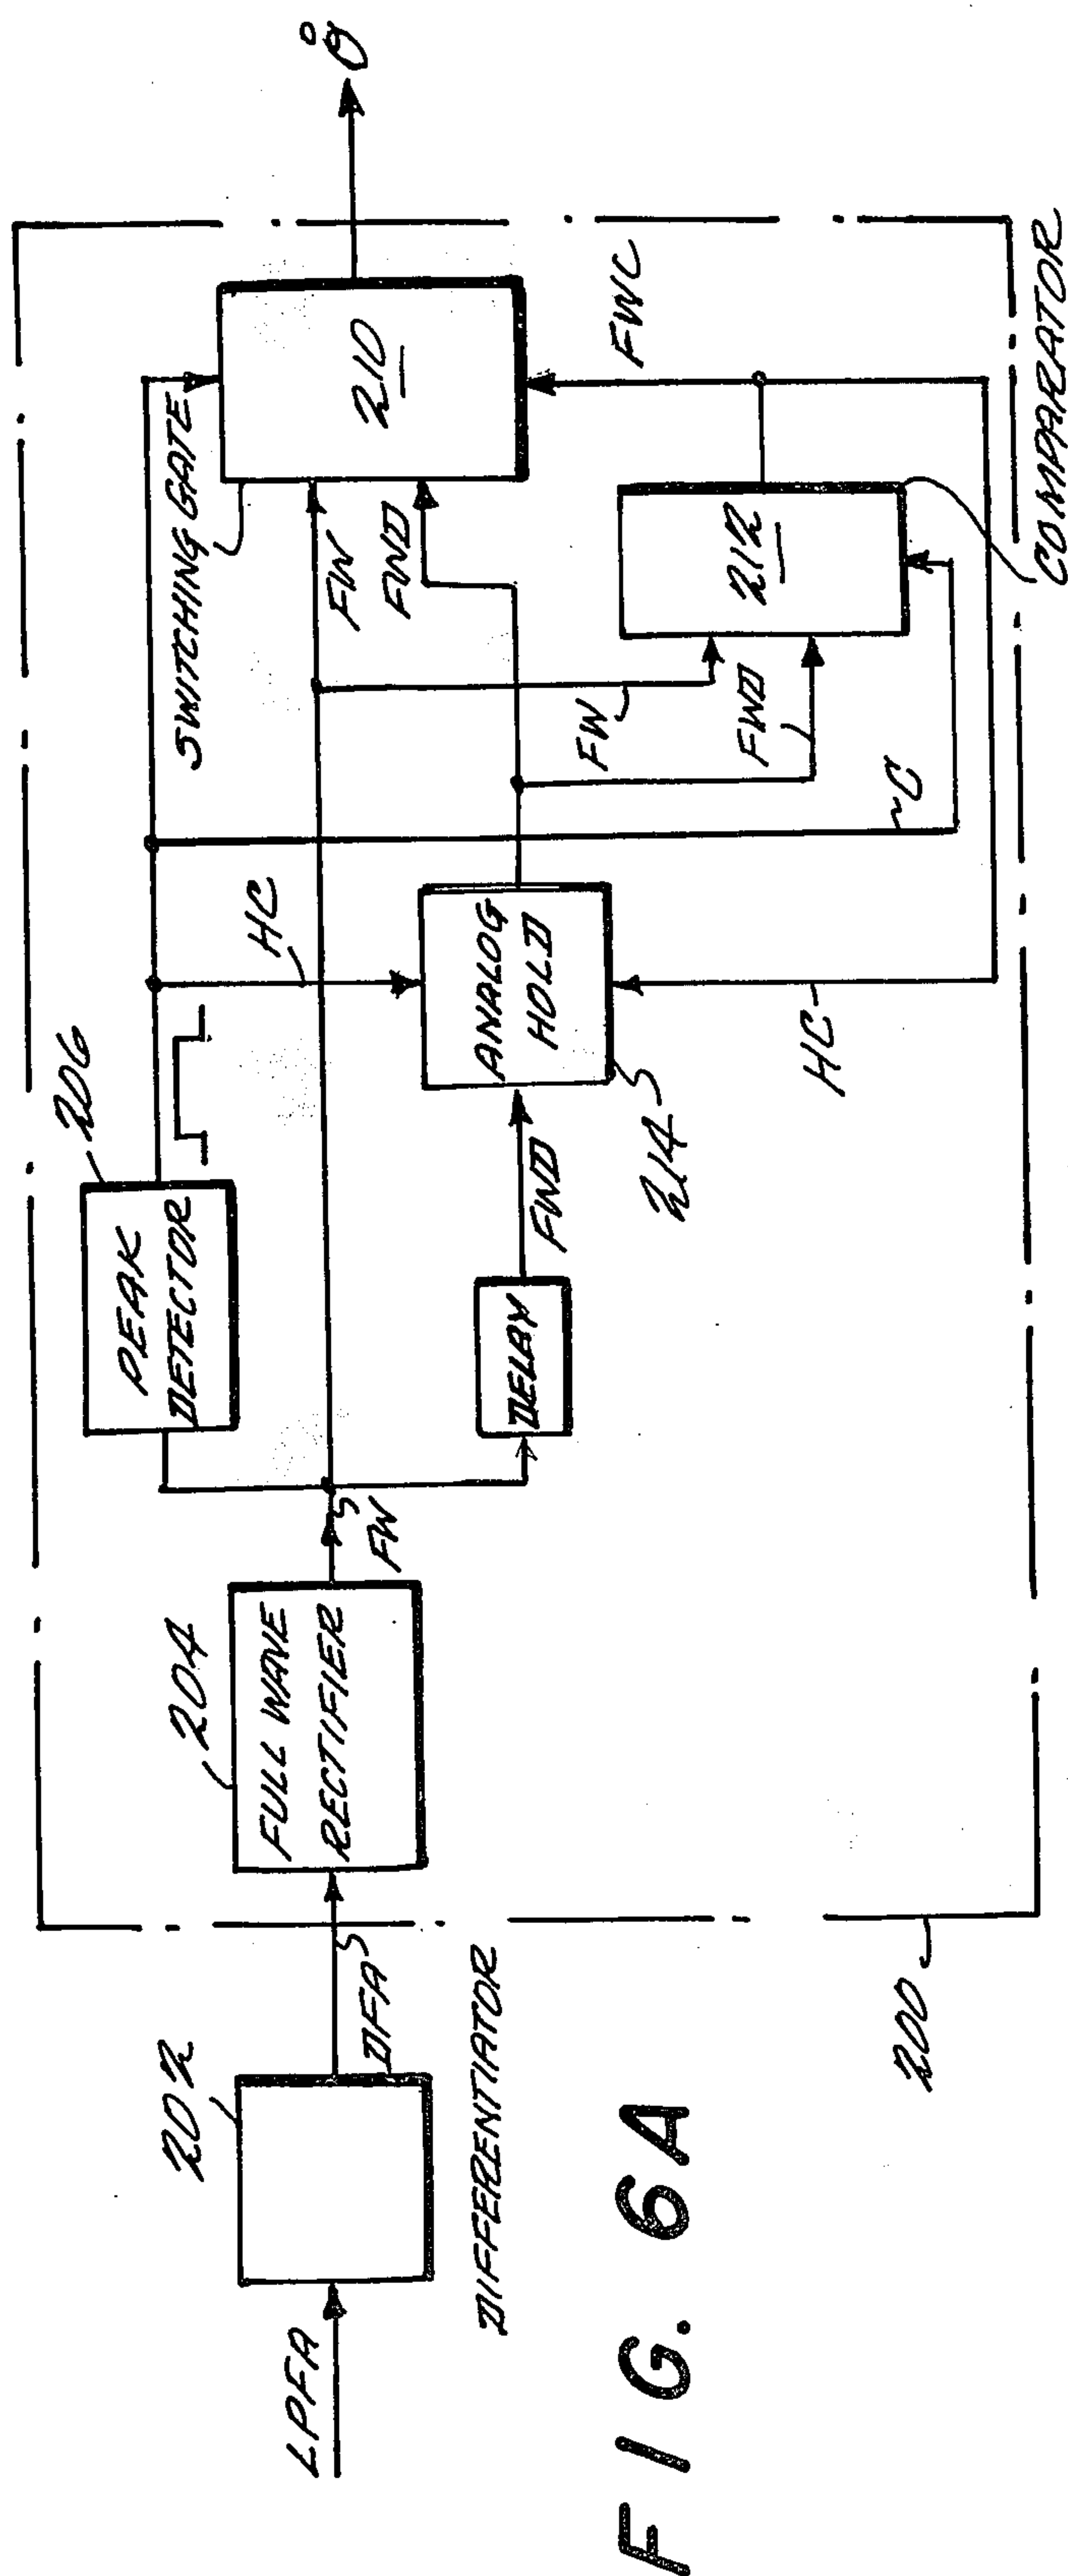 LPFA
202
DFA
DIFFERENTIATOR
204
FULL WAVE
RECTIFIER
FW
206
PEAK
DETECTOR
DELAY
FWD
HC
ANALOG
HOLD
214
HC
SWITCHING GATE
210
FW
FWD
FW
FWD
C
212
FWC
COMPARATOR
200
FIG. 6A